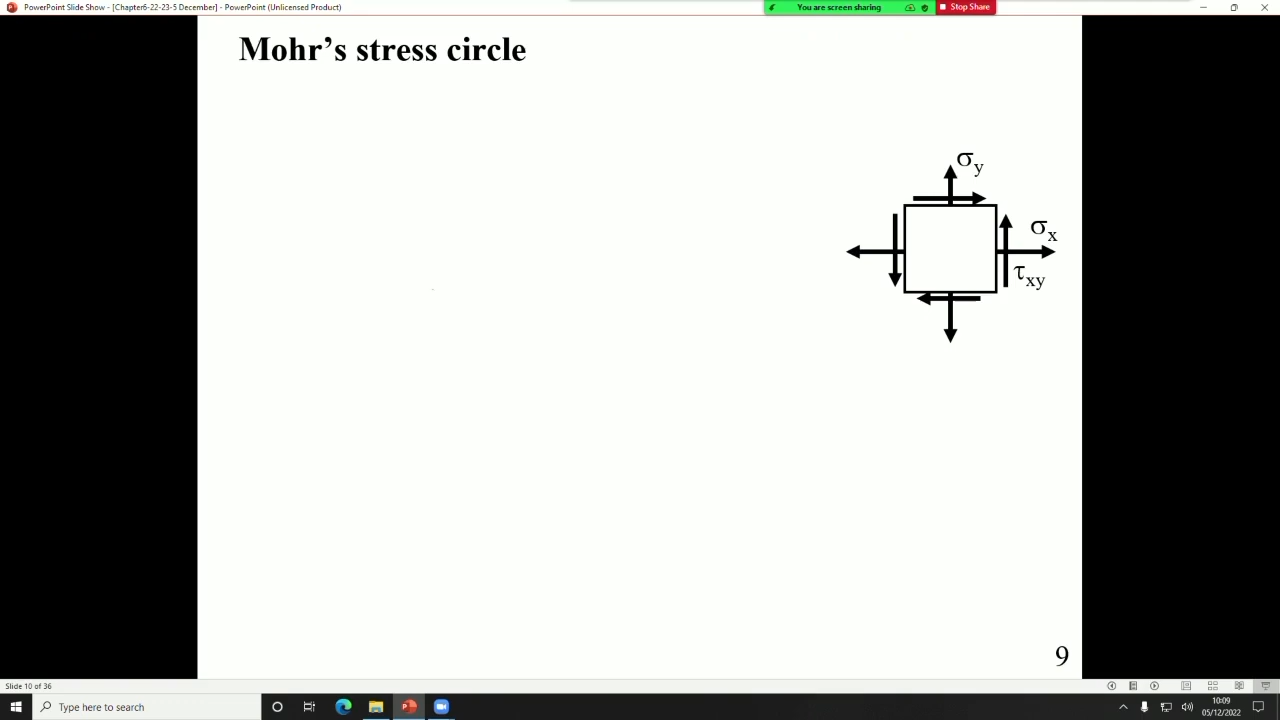 PowerPoint Slide Show - [Chapter6-22-23-5 December] - PowerPoint (Unlicensed Product)
You are screen sharing
Stop Share
Mohr's stress circle
σy
σx
τxy
9
Slide 10 of 36
Type here to search
10:09
05/12/2022